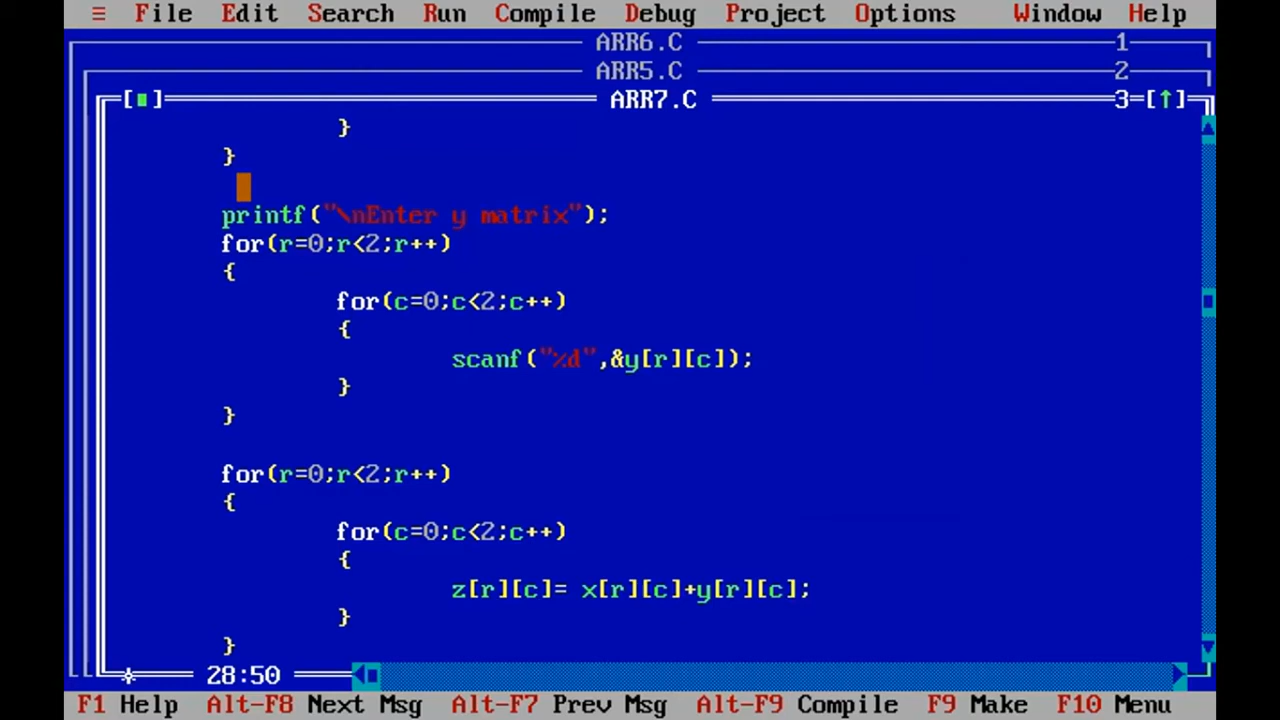 ≡ File Edit Search Run Compile Debug Project Options Window Help
ARR6.C 1
ARR5.C 2
[■] ARR7.C 3=[↑]
}
}
printf("\nEnter y matrix");
for(r=0;r<2;r++)
{
for(c=0;c<2;c++)
{
scanf("%d",&y[r][c]);
}
}
for(r=0;r<2;r++)
{
for(c=0;c<2;c++)
{
z[r][c]= x[r][c]+y[r][c];
}
}
28:50
F1 Help Alt-F8 Next Msg Alt-F7 Prev Msg Alt-F9 Compile F9 Make F10 Menu